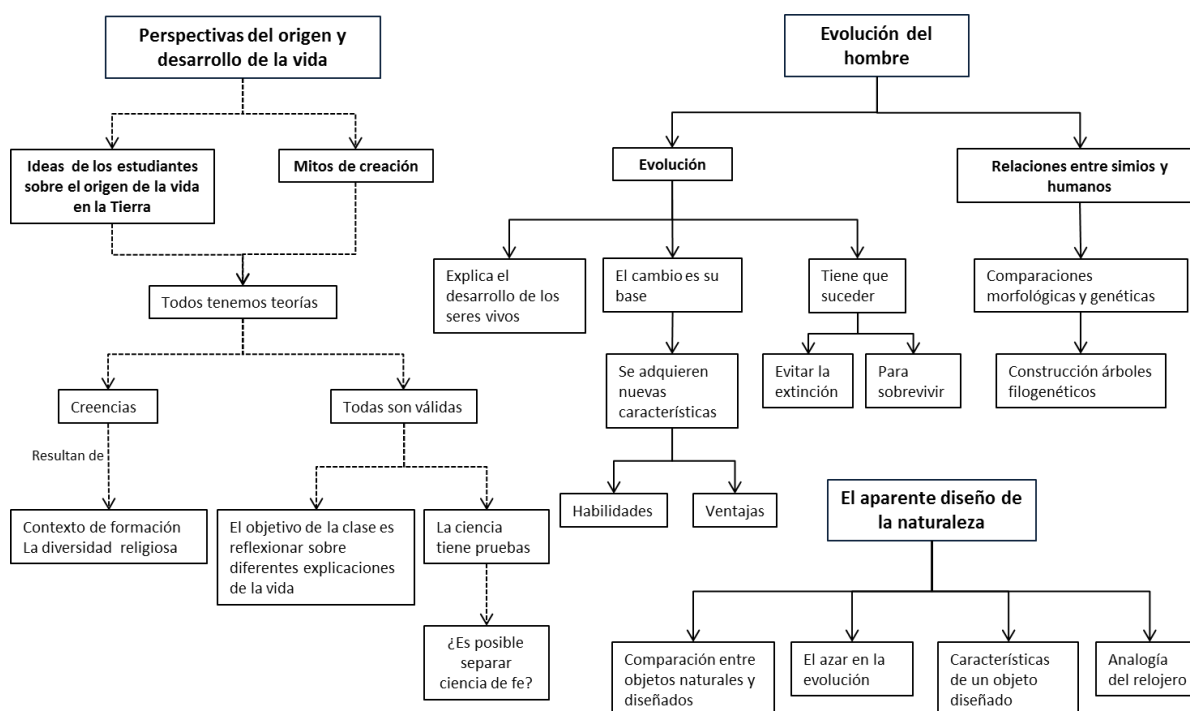 Perspectivas del origen y
desarrollo de la vida
Ideas de los estudiantes
sobre el origen de la vida
en la Tierra
Mitos de creación
Todos tenemos teorías
Creencias
Todas son válidas
Resultan de
Contexto de formación
La diversidad religiosa
El objetivo de la clase es
reflexionar sobre
diferentes explicaciones
de la vida
La ciencia
tiene pruebas
¿Es posible
separar
ciencia de fe?
Evolución del
hombre
Evolución
Relaciones entre simios y
humanos
Explica el
desarrollo de los
seres vivos
El cambio es su
base
Tiene que
suceder
Comparaciones
morfológicas y genéticas
Se adquieren
nuevas
características
Evitar la
extinción
Para
sobrevivir
Construcción árboles
filogenéticos
Habilidades
Ventajas
El aparente diseño de
la naturaleza
Comparación entre
objetos naturales y
diseñados
El azar en la
evolución
Características
de un objeto
diseñado
Analogía
del relojero